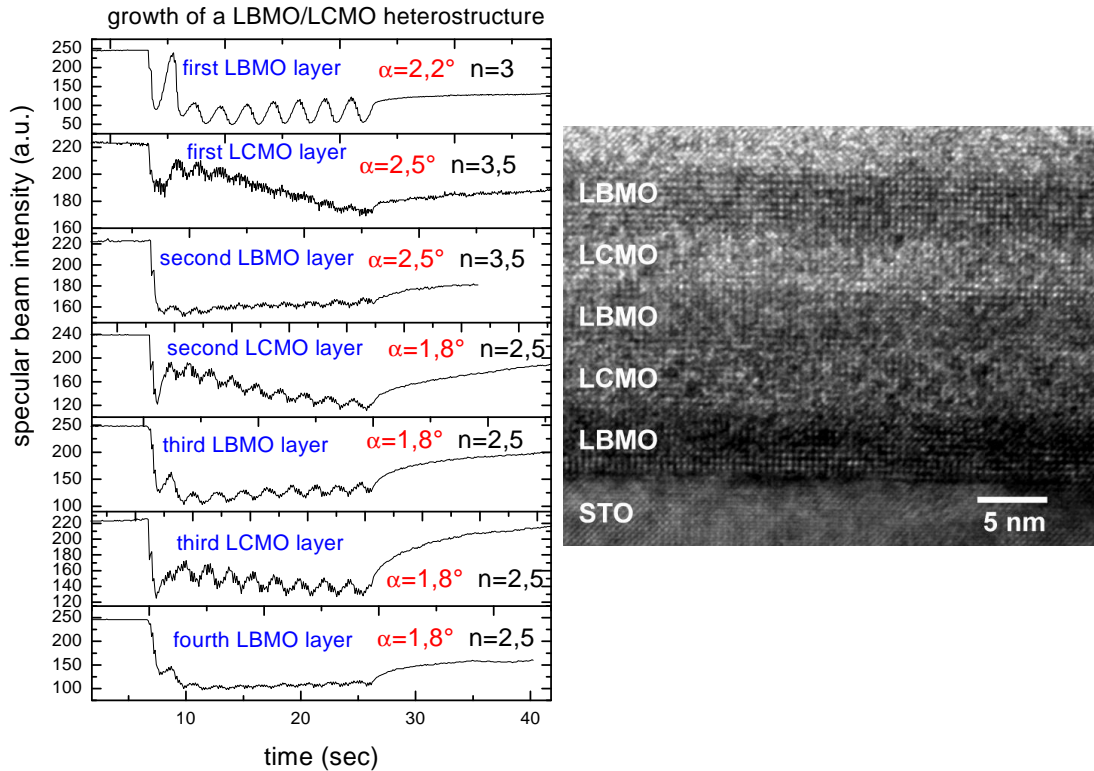 growth of a LBMO/LCMO heterostructure
specular beam intensity (a.u.)
250
200
150
100
50
first LBMO layer α=2,2° n=3
220
200
180
160
first LCMO layer α=2,5° n=3,5
220
200
180
160
second LBMO layer α=2,5° n=3,5
240
200
160
120
second LCMO layer α=1,8° n=2,5
250
200
150
100
third LBMO layer α=1,8° n=2,5
220
200
180
160
140
120
third LCMO layer
α=1,8° n=2,5
250
200
150
100
fourth LBMO layer α=1,8° n=2,5
10 20 30 40
time (sec)
LBMO
LCMO
LBMO
LCMO
LBMO
STO
5 nm